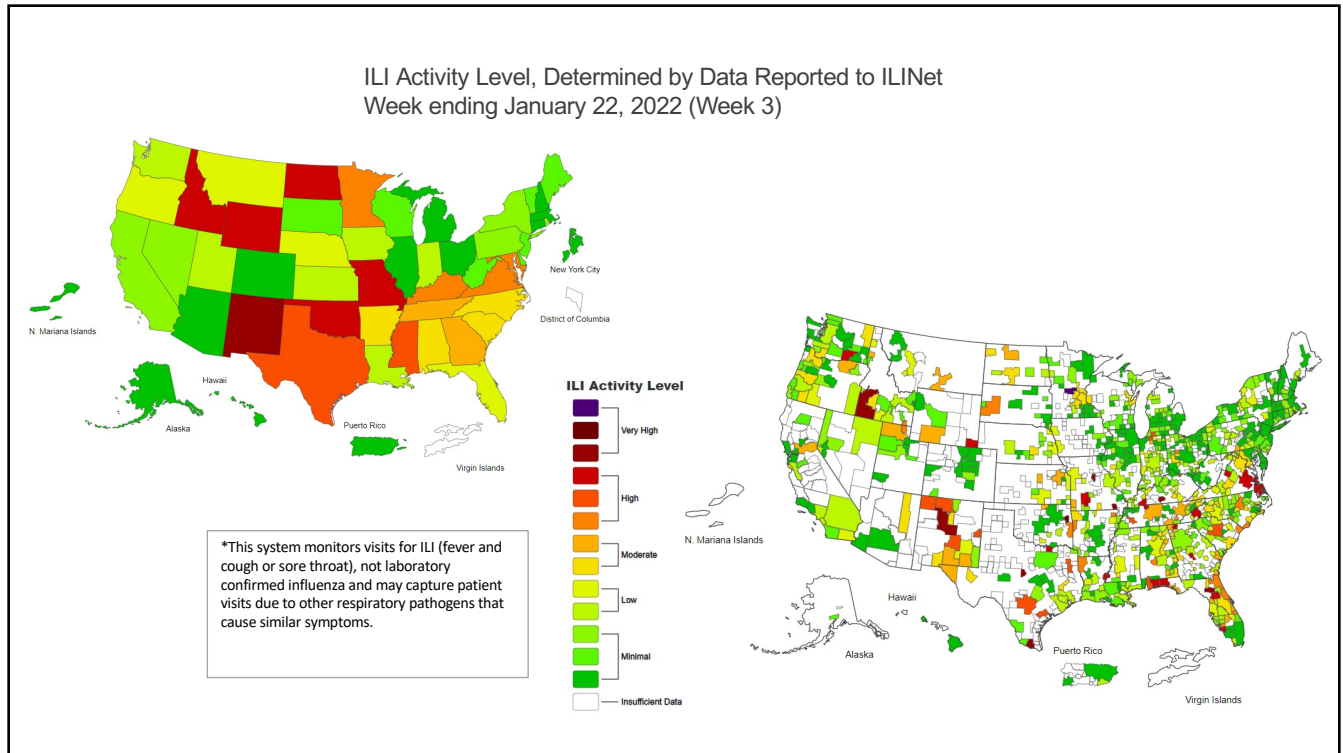 ILI Activity Level, Determined by Data Reported to ILINet
Week ending January 22, 2022 (Week 3)
New York City
District of Columbia
N. Mariana Islands
Hawaii
Alaska
Puerto Rico
Virgin Islands
ILI Activity Level
Very High
High
Moderate
Low
Minimal
Insufficient Data
*This system monitors visits for ILI (fever and
cough or sore throat), not laboratory
confirmed influenza and may capture patient
visits due to other respiratory pathogens that
cause similar symptoms.
N. Mariana Islands
Hawaii
Alaska
Puerto Rico
Virgin Islands